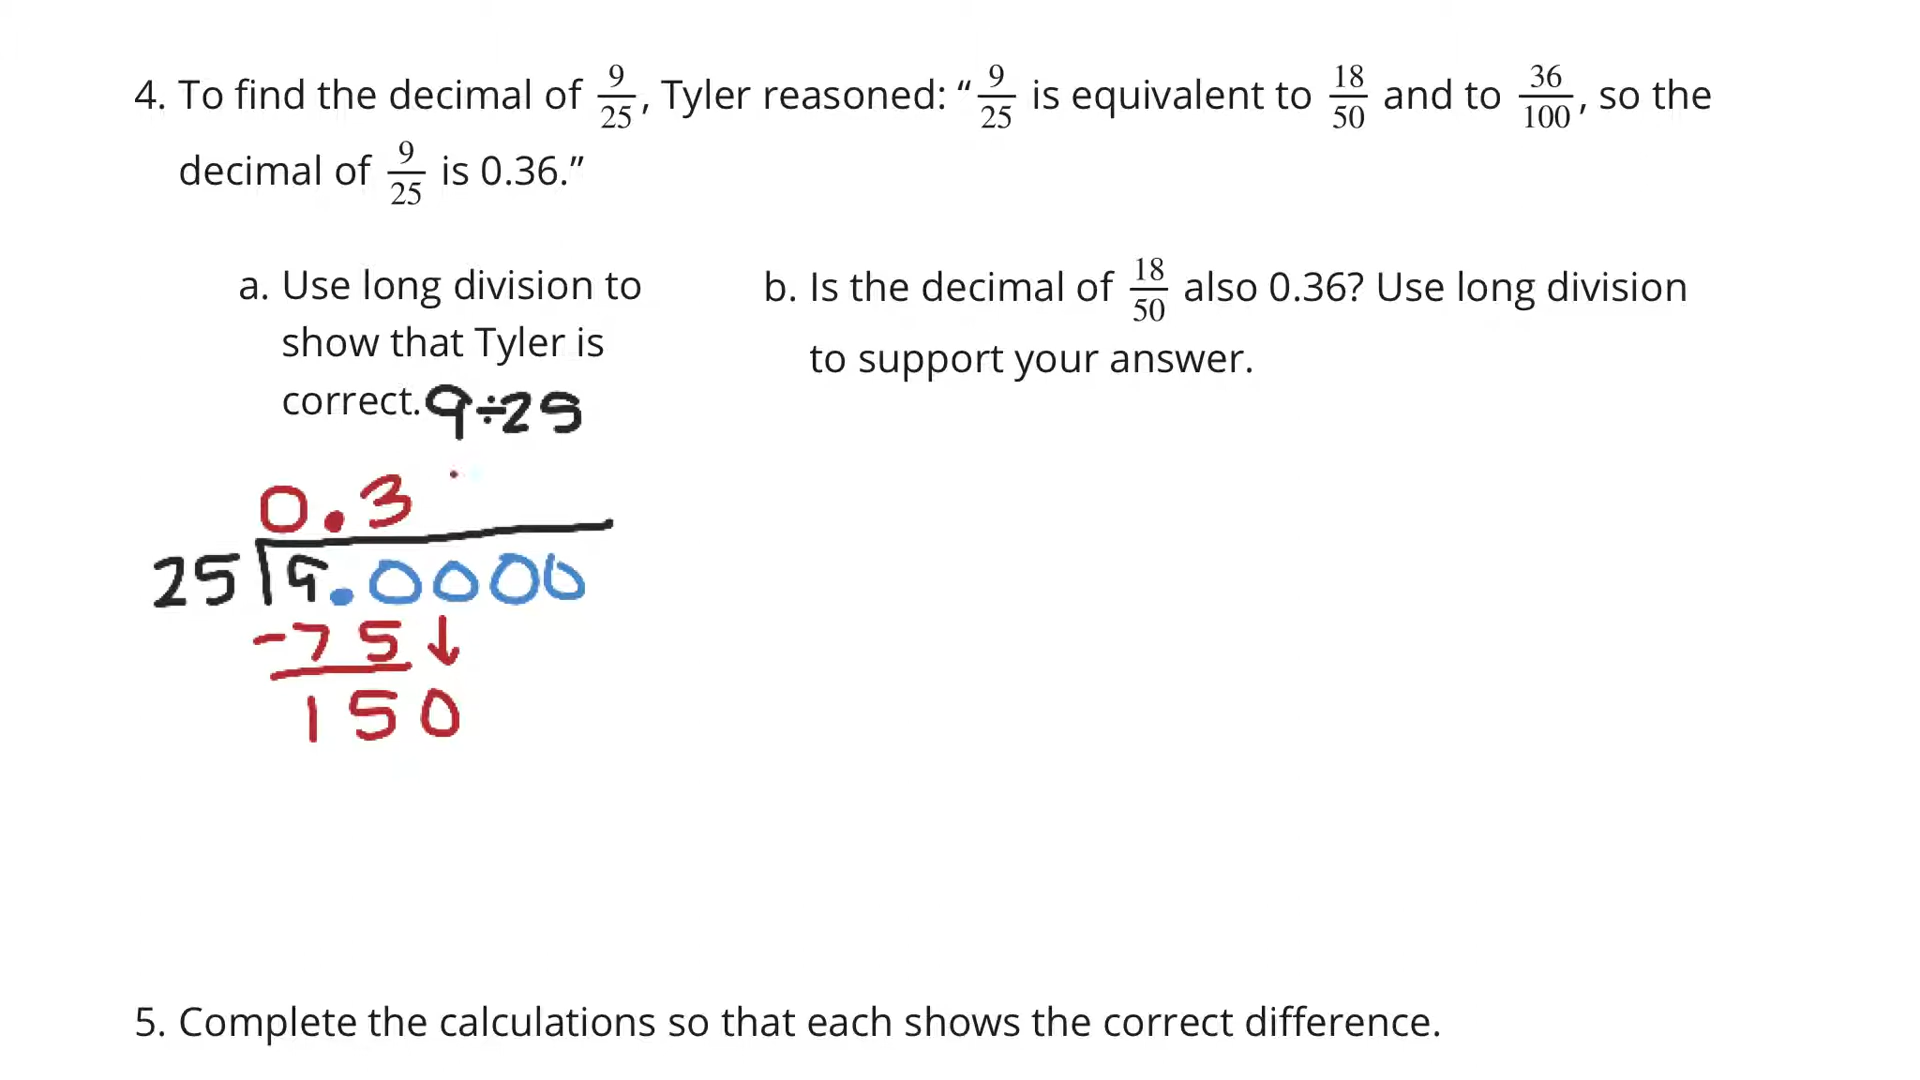 4. To find the decimal of 9/25, Tyler reasoned: “9/25 is equivalent to 18/50 and to 36/100, so the
decimal of 9/25 is 0.36.”
a. Use long division to
show that Tyler is
correct. 9÷25
b. Is the decimal of 18/50 also 0.36? Use long division
to support your answer.
0.3
25 9.0000
-75↓
150
5. Complete the calculations so that each shows the correct difference.